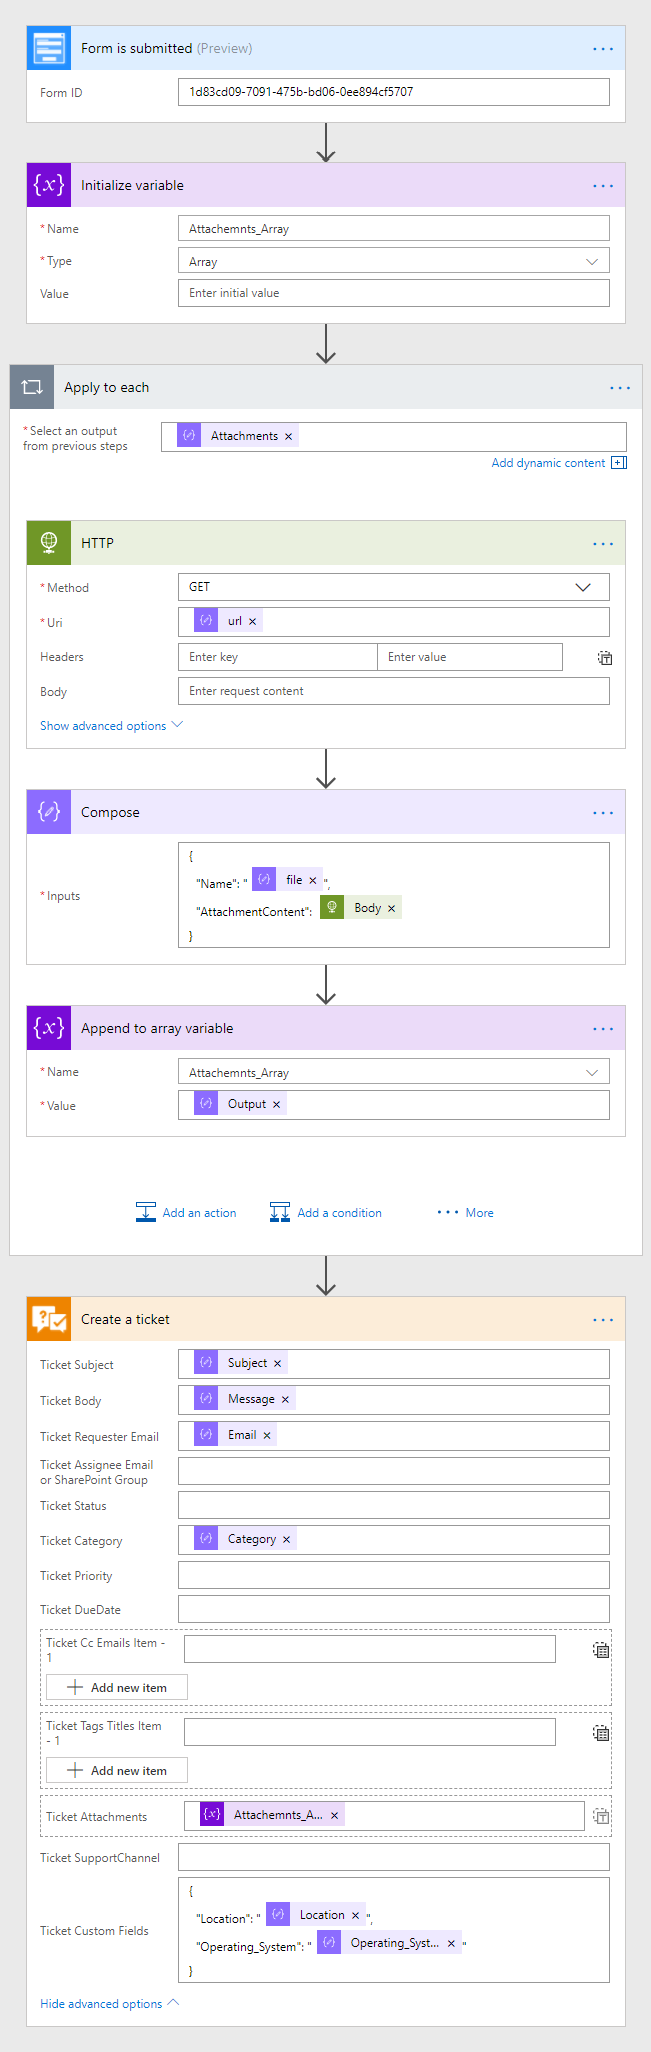 Form is submitted (Preview)
Form ID
1d83cd09-7091-475b-bd06-0ee894cf5707
{x} Initialize variable
* Name
Attachemnts_Array
* Type
Array
Value
Enter initial value
Apply to each
* Select an output
from previous steps
Attachments ×
Add dynamic content
HTTP
* Method
GET
* Uri
url ×
Headers
Enter key
Enter value
Body
Enter request content
Show advanced options
Compose
* Inputs
{
"Name": " file × ",
"AttachmentContent": Body ×
}
{x} Append to array variable
* Name
Attachemnts_Array
* Value
Output ×
Add an action
Add a condition
More
Create a ticket
Ticket Subject
Subject ×
Ticket Body
Message ×
Ticket Requester Email
Email ×
Ticket Assignee Email
or SharePoint Group
Ticket Status
Ticket Category
Category ×
Ticket Priority
Ticket DueDate
Ticket Cc Emails Item -
1
Add new item
Ticket Tags Titles Item
- 1
Add new item
Ticket Attachments
{x} Attachemnts_A... ×
Ticket SupportChannel
Ticket Custom Fields
{
"Location": " Location × ",
"Operating_System": " Operating_Syst... × "
}
Hide advanced options